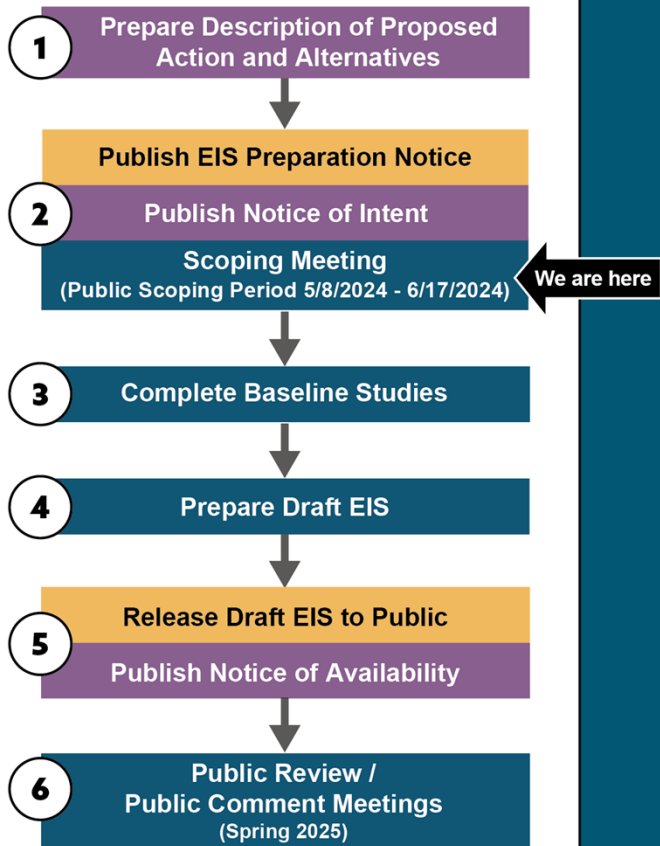 1
Prepare Description of Proposed
Action and Alternatives
Publish EIS Preparation Notice
2
Publish Notice of Intent
Scoping Meeting
(Public Scoping Period 5/8/2024 - 6/17/2024)
We are here
3
Complete Baseline Studies
4
Prepare Draft EIS
Release Draft EIS to Public
5
Publish Notice of Availability
6
Public Review /
Public Comment Meetings
(Spring 2025)